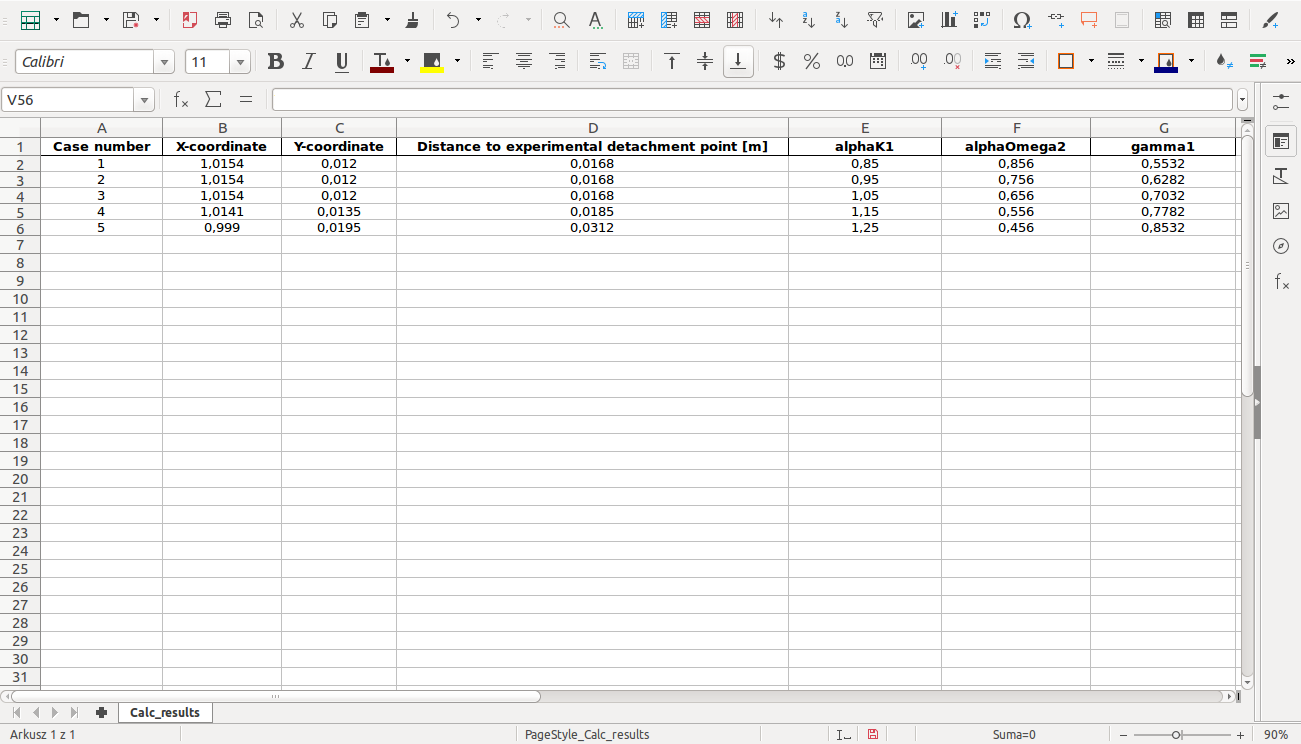 Calibri 11
V56
A B C D E F G
1 Case number X-coordinate Y-coordinate Distance to experimental detachment point [m] alphaK1 alphaOmega2 gamma1
2 1 1,0154 0,012 0,0168 0,85 0,856 0,5532
3 2 1,0154 0,012 0,0168 0,95 0,756 0,6282
4 3 1,0154 0,012 0,0168 1,05 0,656 0,7032
5 4 1,0141 0,0135 0,0185 1,15 0,556 0,7782
6 5 0,999 0,0195 0,0312 1,25 0,456 0,8532
7
8
9
10
11
12
13
14
15
16
17
18
19
20
21
22
23
24
25
26
27
28
29
30
31
Calc_results
Arkusz 1 z 1 PageStyle_Calc_results Suma=0 90%